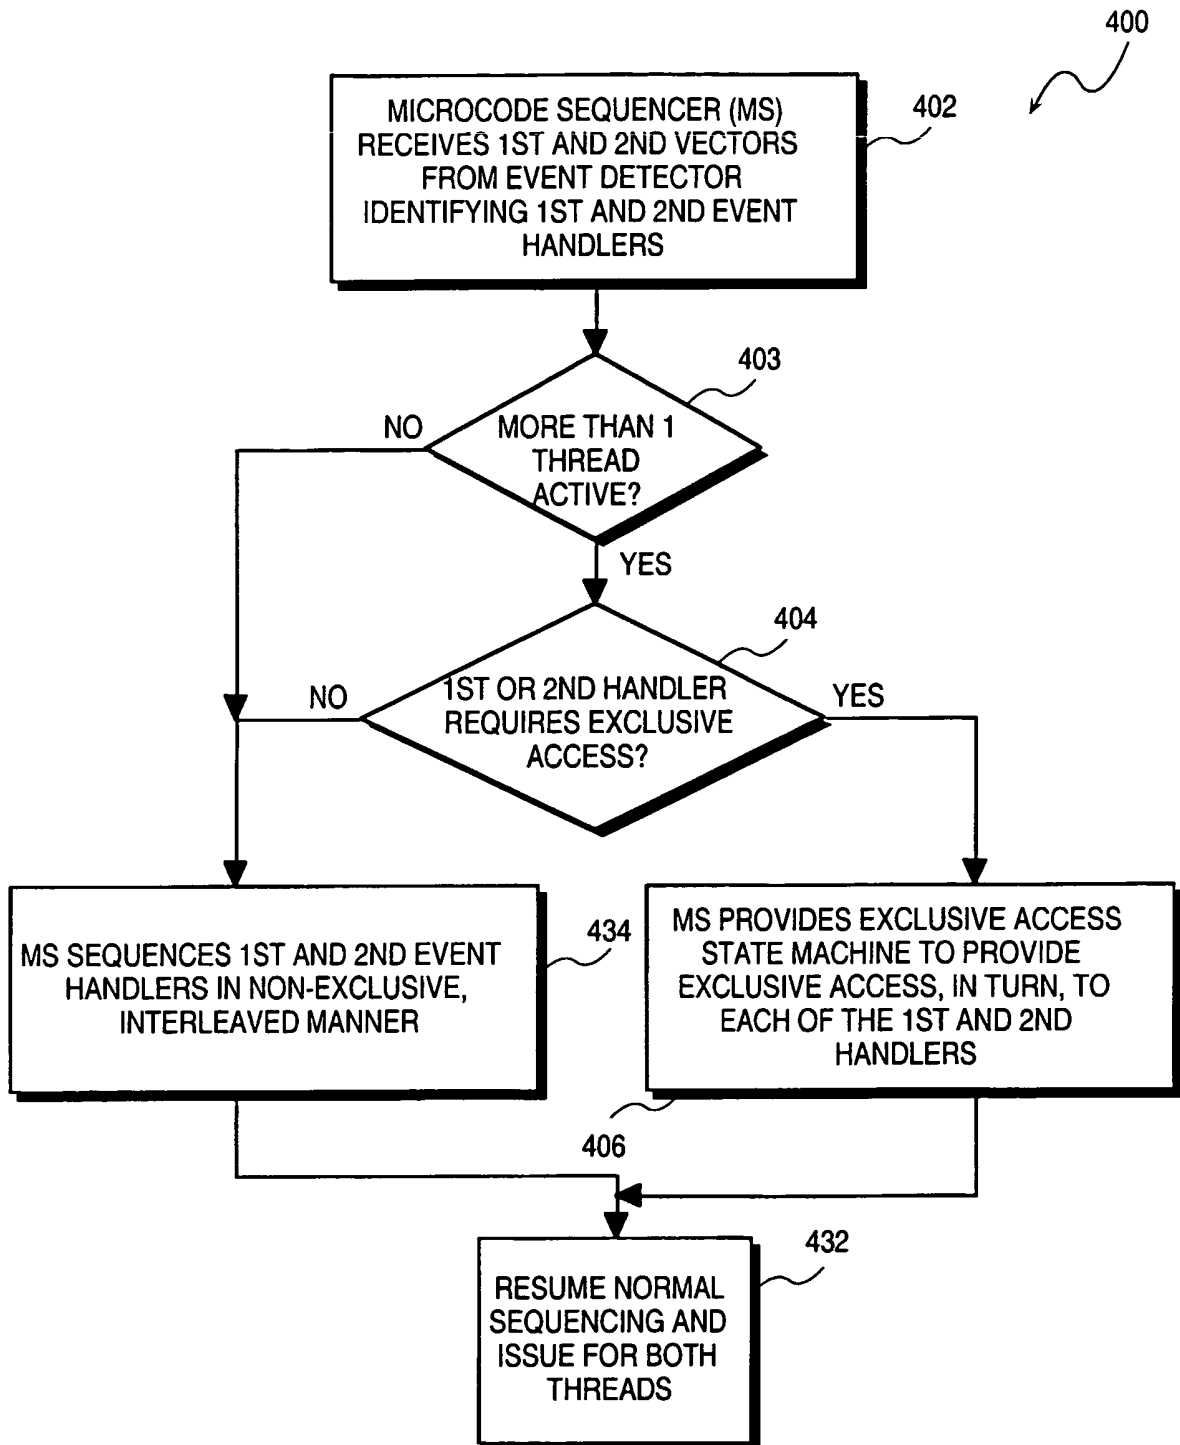 400
MICROCODE SEQUENCER (MS)
RECEIVES 1ST AND 2ND VECTORS
FROM EVENT DETECTOR
IDENTIFYING 1ST AND 2ND EVENT
HANDLERS
402
403
NO
MORE THAN 1
THREAD
ACTIVE?
YES
404
NO
1ST OR 2ND HANDLER
REQUIRES EXCLUSIVE
ACCESS?
YES
MS SEQUENCES 1ST AND 2ND EVENT
HANDLERS IN NON-EXCLUSIVE,
INTERLEAVED MANNER
434
MS PROVIDES EXCLUSIVE ACCESS
STATE MACHINE TO PROVIDE
EXCLUSIVE ACCESS, IN TURN, TO
EACH OF THE 1ST AND 2ND
HANDLERS
406
432
RESUME NORMAL
SEQUENCING AND
ISSUE FOR BOTH
THREADS